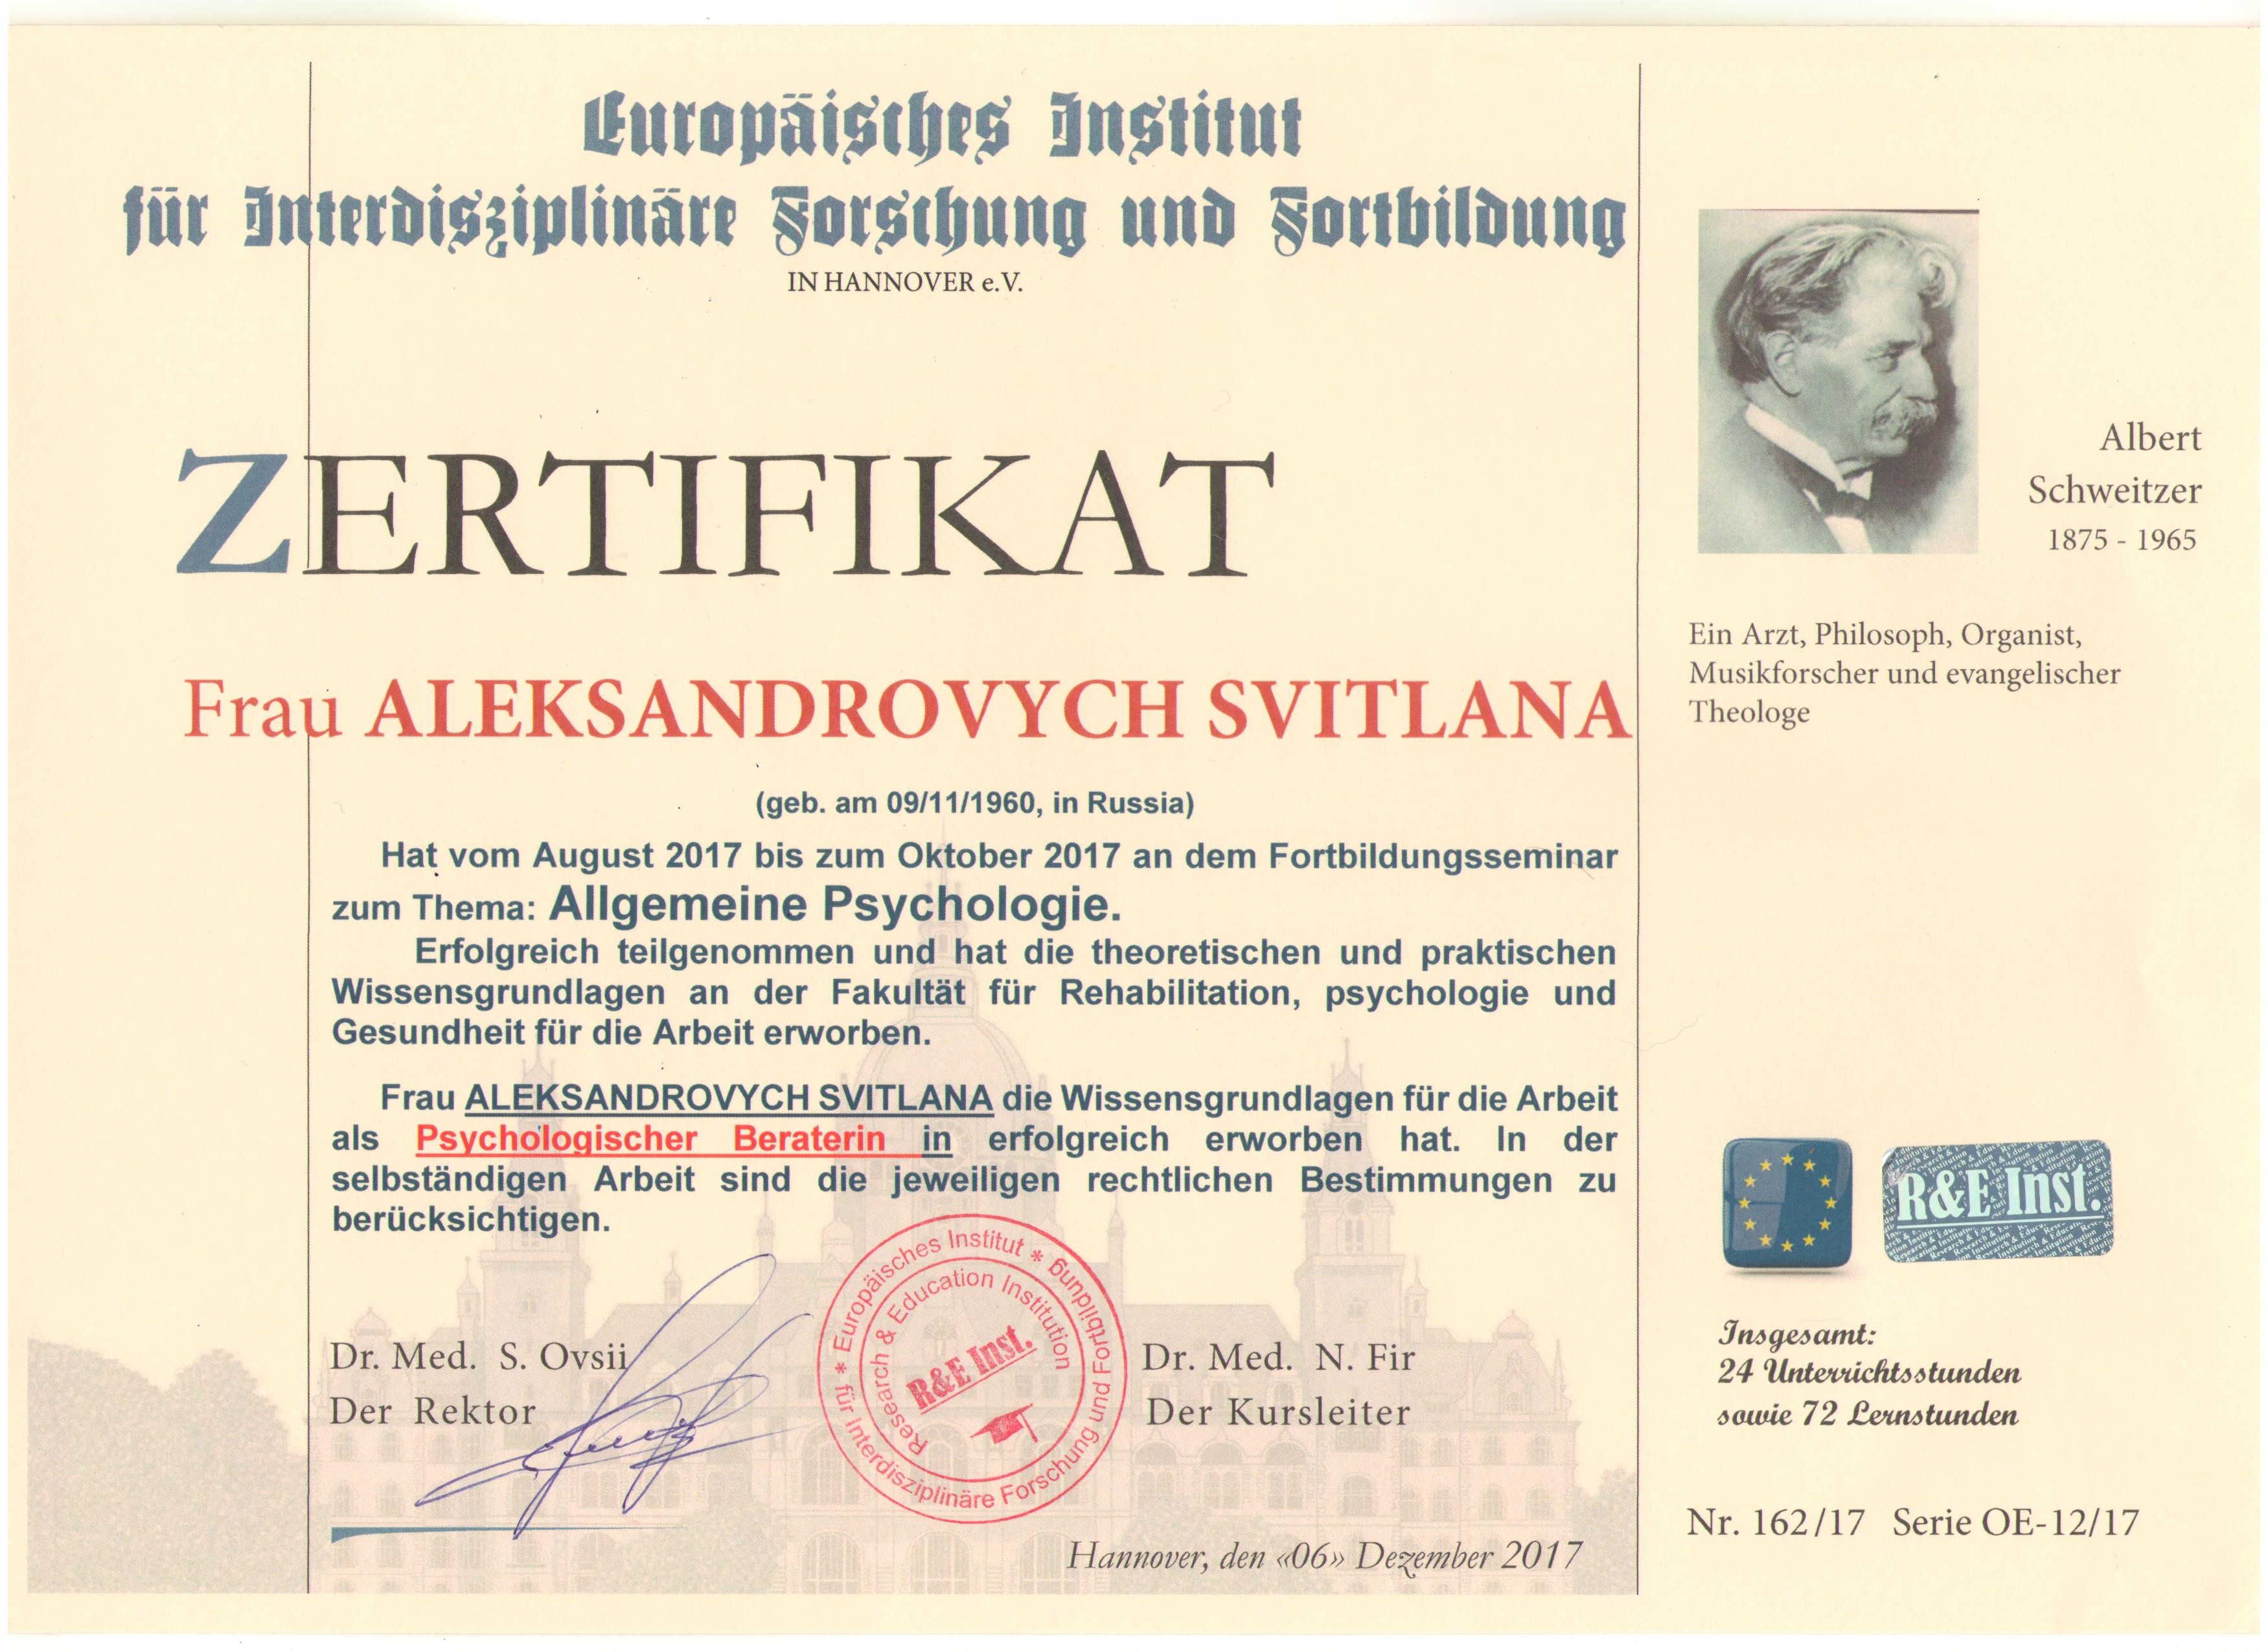 Europäisches Institut
für Interdisziplinäre Forschung und Fortbildung
IN HANNOVER e.V.
ZERTIFIKAT
Frau ALEKSANDROVYCH SVITLANA
(geb. am 09/11/1960, in Russia)
Hat vom August 2017 bis zum Oktober 2017 an dem Fortbildungsseminar
zum Thema: Allgemeine Psychologie.
Erfolgreich teilgenommen und hat die theoretischen und praktischen
Wissensgrundlagen an der Fakultät für Rehabilitation, psychologie und
Gesundheit für die Arbeit erworben.
Frau ALEKSANDROVYCH SVITLANA die Wissensgrundlagen für die Arbeit
als Psychologischer Beraterin in erfolgreich erworben hat. In der
selbständigen Arbeit sind die jeweiligen rechtlichen Bestimmungen zu
berücksichtigen.
Dr. Med. S. Ovsii
Der Rektor
* Europäisches Institut * für Interdisziplinäre Forschung und Fortbildung
Research & Education Institution
R&E Inst.
Dr. Med. N. Fir
Der Kursleiter
Hannover, den «06» Dezember 2017
Albert
Schweitzer
1875 - 1965
Ein Arzt, Philosoph, Organist,
Musikforscher und evangelischer
Theologe
R&E Inst.
Insgesamt:
24 Unterrichtsstunden
sowie 72 Lernstunden
Nr. 162/17 Serie OE-12/17